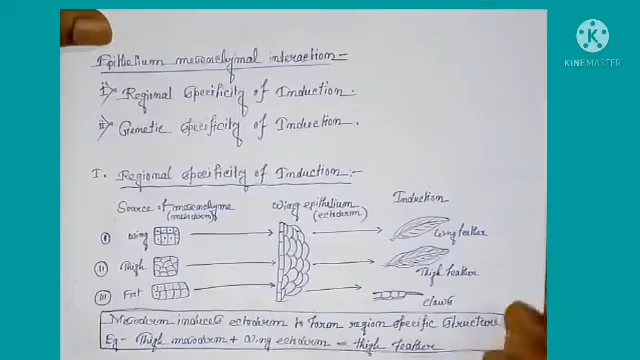 Epithelium mesenchymal interaction:-
i) Regional Specificity of Induction.
ii) Genetic Specificity of Induction.
I. Regional specificity of Induction:-
Source of mesenchyme
(mesoderm)
Wing epithelium
(ectoderm)
Induction
I wing
wing feather
II Thigh
Thigh feather
III Foot
claws
Mesoderm induces ectoderm to form region specific structure
Eg- Thigh mesoderm + wing ectoderm = Thigh feather
KINEMASTER